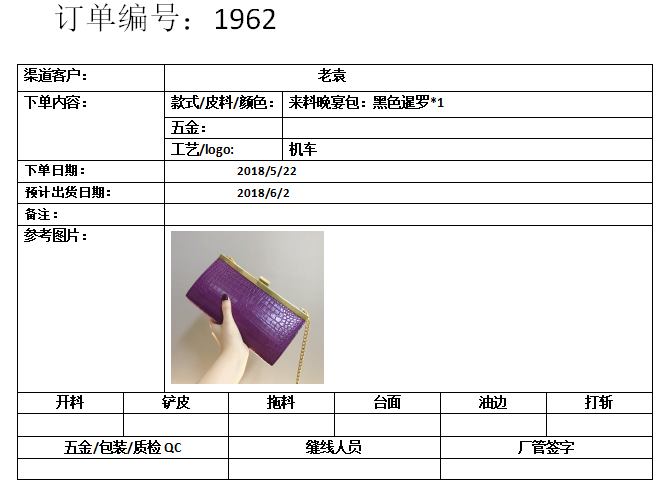 订单编号：1962
渠道客户： 老袁
下单内容： 款式/皮料/颜色： 来料晚宴包：黑色暹罗*1
五金：
工艺/logo: 机车
下单日期： 2018/5/22
预计出货日期： 2018/6/2
备注：
参考图片：
开料 铲皮 拖料 台面 油边 打斩
五金/包装/质检 QC 缝线人员 厂管签字